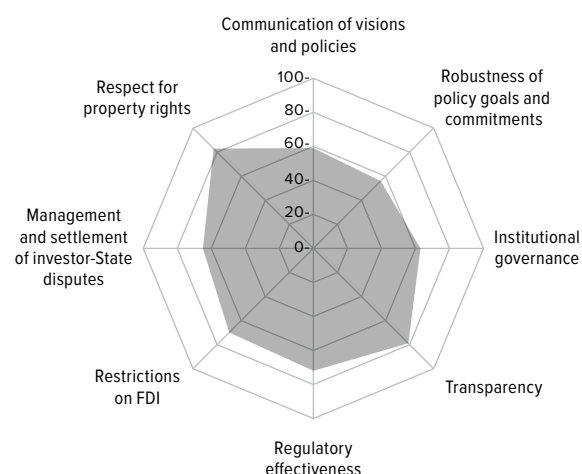 Communication of visions
and policies
Robustness of
policy goals and
commitments
Respect for
property rights
100-
80-
60-
40-
20-
0-
Management
and settlement
of investor-State
disputes
Institutional
governance
Restrictions
on FDI
Transparency
Regulatory
effectiveness